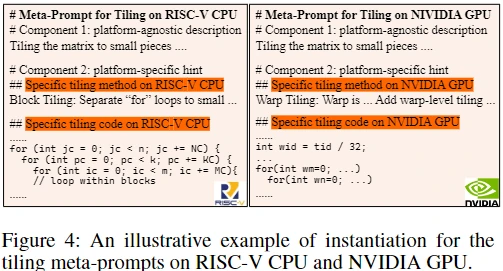 # Meta-Prompt for Tiling on RISC-V CPU
# Component 1: platform-agnostic description
Tiling the matrix to small pieces ....
# Component 2: platform-specific hint
## Specific tiling method on RISC-V CPU
Block Tiling: Separate “for” loops to small ...
## Specific tiling code on RISC-V CPU
......
for (int jc = 0; jc < n; jc += NC) {
for (int pc = 0; pc < k; pc += KC) {
for (int ic = 0; ic < m; ic += MC){
// loop within blocks
......
RISC-V
# Meta-Prompt for Tiling on NIVIDIA GPU
# Component 1: platform-agnostic description
Tiling the matrix to small pieces ....
# Component 2: platform-specific hint
## Specific tiling method on NVIDIA GPU
Warp Tiling: Warp is ... Add warp-level tiling ...
## Specific tiling code on NVIDIA GPU
......
int wid = tid / 32;
...
for(int wm=0; ...)
for(int wn=0; ...)
......
NVIDIA
Figure 4: An illustrative example of instantiation for the
tiling meta-prompts on RISC-V CPU and NVIDIA GPU.